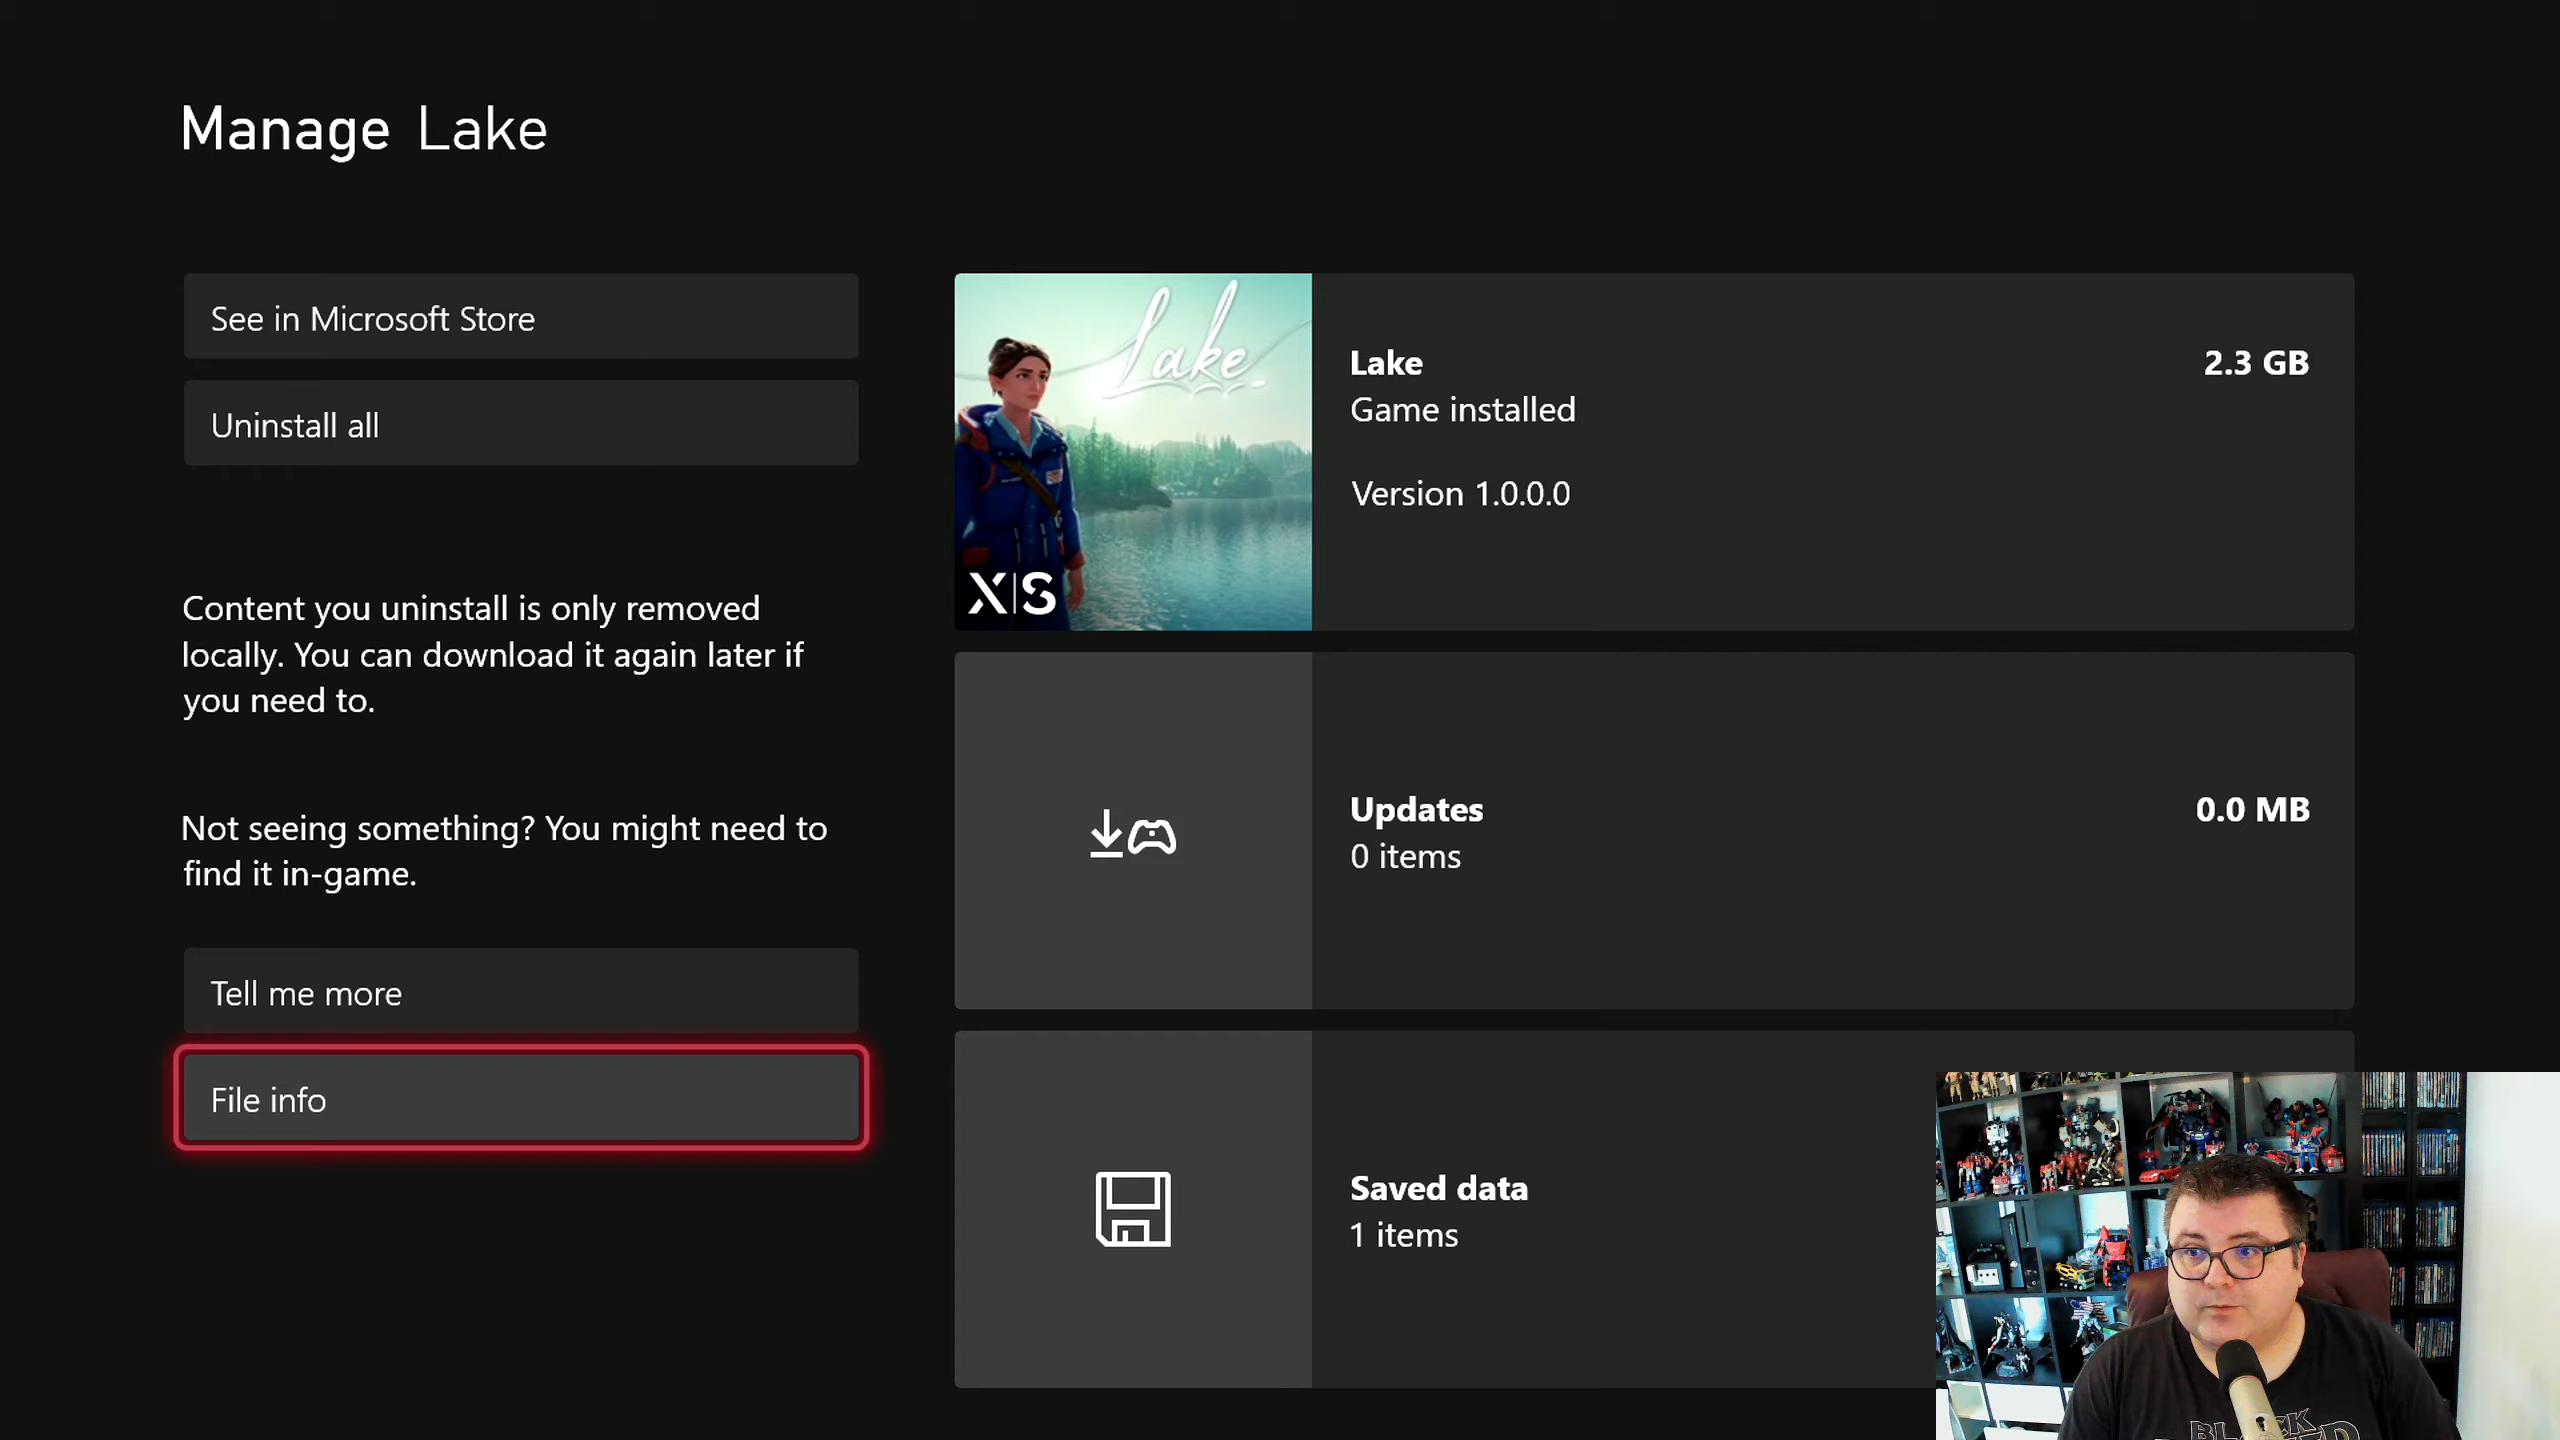 Manage Lake
See in Microsoft Store
Uninstall all
Content you uninstall is only removed
locally. You can download it again later if
you need to.
Not seeing something? You might need to
find it in-game.
Tell me more
File info
Lake
X|S
Lake
2.3 GB
Game installed
Version 1.0.0.0
Updates
0.0 MB
0 items
Saved data
1 items